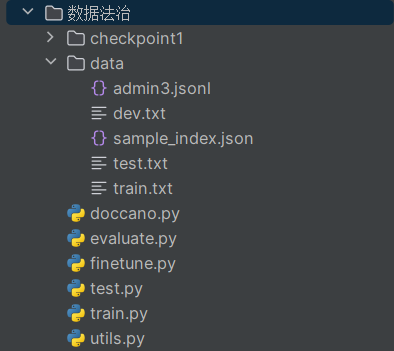 数据法治
checkpoint1
data
admin3.jsonl
dev.txt
sample_index.json
test.txt
train.txt
doccano.py
evaluate.py
finetune.py
test.py
train.py
utils.py